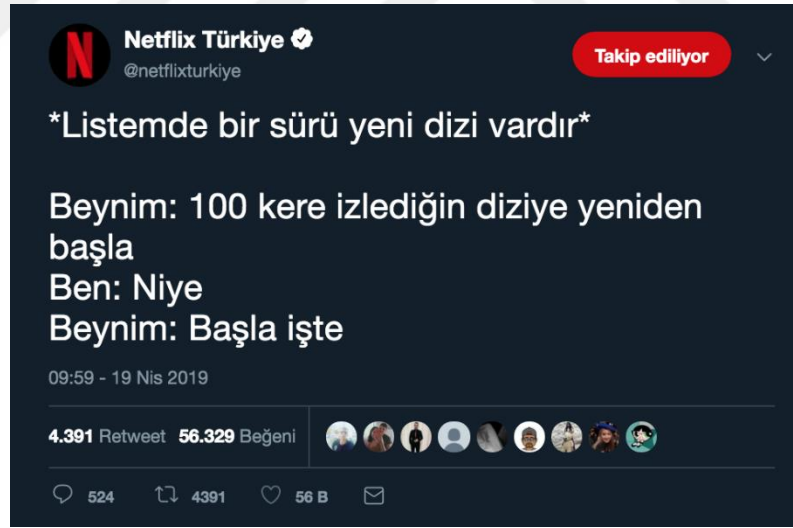 Netflix Türkiye
@netflixturkiye
Takip ediliyor
*Listemde bir sürü yeni dizi vardır*
Beynim: 100 kere izlediğin diziye yeniden
başla
Ben: Niye
Beynim: Başla işte
09:59 - 19 Nis 2019
4.391 Retweet 56.329 Beğeni
524 4391 56 B